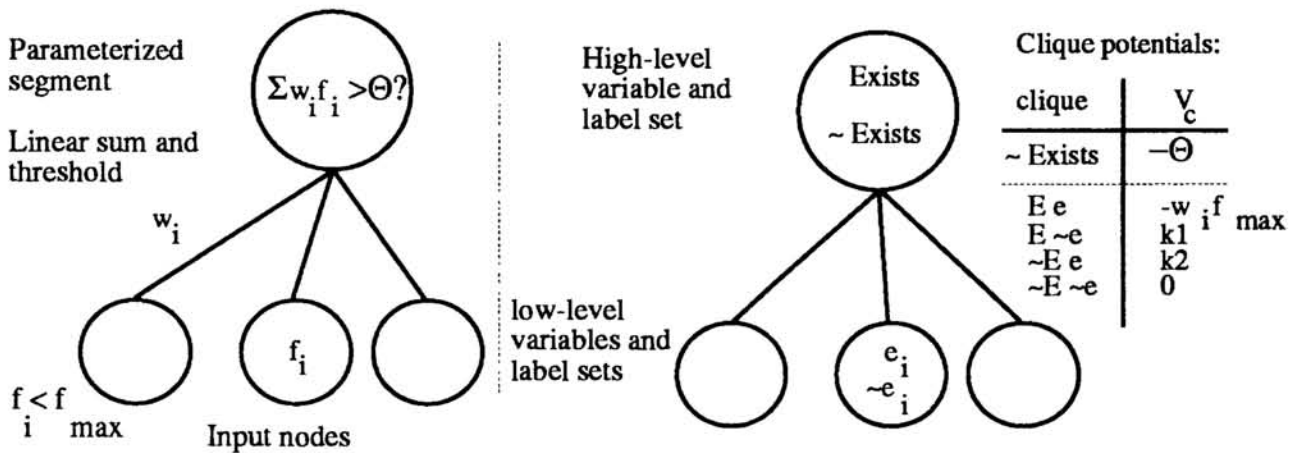 Parameterized
segment
Linear sum and
threshold
Σw_i f_i >Θ?
w_i
f_i
f_i < f_max
Input nodes
High-level
variable and
label set
Exists
~ Exists
low-level
variables and
label sets
e_i
~e_i
Clique potentials:
clique V_c
~ Exists −Θ
E e -w_i f_max
E ~e k1
~E e k2
~E ~e 0